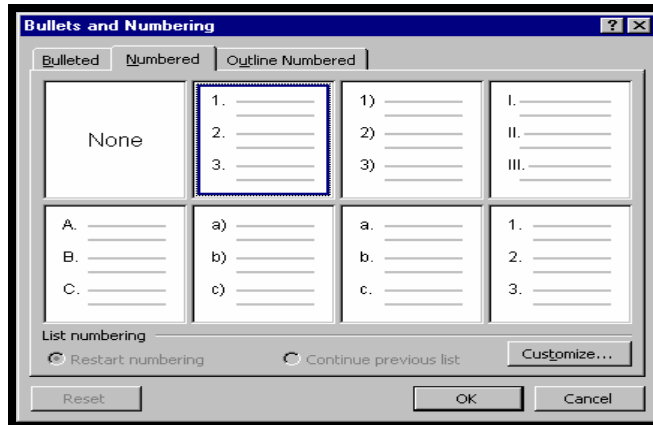 Bullets and Numbering
Bulleted Numbered Outline Numbered
None
1.
2.
3.
1)
2)
3)
I.
II.
III.
A.
B.
C.
a)
b)
c)
a.
b.
c.
1.
2.
3.
List numbering
Restart numbering Continue previous list Customize...
Reset OK Cancel